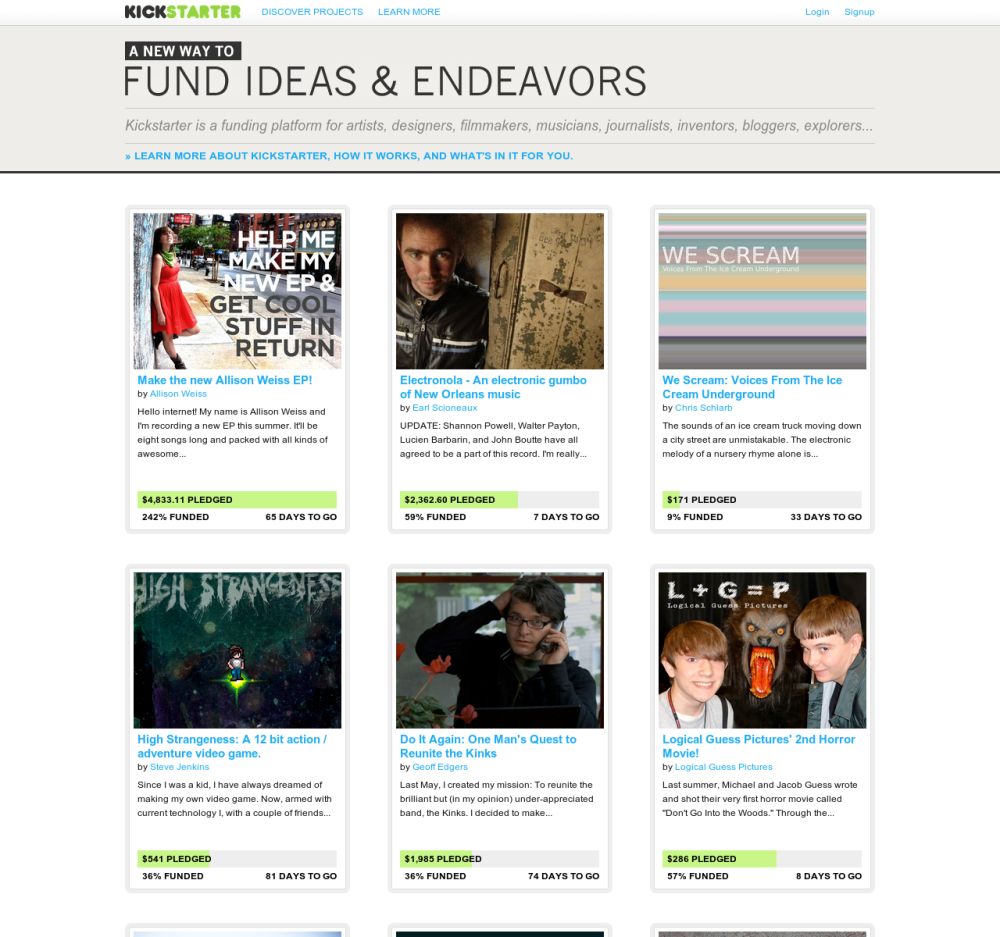 KICKSTARTER DISCOVER PROJECTS LEARN MORE Login Signup
A NEW WAY TO
FUND IDEAS & ENDEAVORS
Kickstarter is a funding platform for artists, designers, filmmakers, musicians, journalists, inventors, bloggers, explorers...
» LEARN MORE ABOUT KICKSTARTER, HOW IT WORKS, AND WHAT'S IN IT FOR YOU.
HELP ME
MAKE MY
NEW EP &
GET COOL
STUFF IN
RETURN
Make the new Allison Weiss EP!
by Allison Weiss
Hello internet! My name is Allison Weiss and
I'm recording a new EP this summer. It'll be
eight songs long and packed with all kinds of
awesome...
$4,833.11 PLEDGED
242% FUNDED 65 DAYS TO GO
Electronola - An electronic gumbo
of New Orleans music
by Earl Scioneaux
UPDATE: Shannon Powell, Walter Payton,
Lucien Barbarin, and John Boutte have all
agreed to be a part of this record. I'm really...
$2,362.60 PLEDGED
59% FUNDED 7 DAYS TO GO
WE SCREAM
Voices From The Ice Cream Underground
We Scream: Voices From The Ice
Cream Underground
by Chris Schlarb
The sounds of an ice cream truck moving down
a city street are unmistakable. The electronic
melody of a nursery rhyme alone is...
$171 PLEDGED
9% FUNDED 33 DAYS TO GO
HIGH STRANGENESS
High Strangeness: A 12 bit action /
adventure video game.
by Steve Jenkins
Since I was a kid, I have always dreamed of
making my own video game. Now, armed with
current technology I, with a couple of friends...
$541 PLEDGED
36% FUNDED 81 DAYS TO GO
Do It Again: One Man's Quest to
Reunite the Kinks
by Geoff Edgers
Last May, I created my mission: To reunite the
brilliant but (in my opinion) under-appreciated
band, the Kinks. I decided to make...
$1,985 PLEDGED
36% FUNDED 74 DAYS TO GO
L+G=P
Logical Guess Pictures
Logical Guess Pictures' 2nd Horror
Movie!
by Logical Guess Pictures
Last summer, Michael and Jacob Guess wrote
and shot their very first horror movie called
"Don't Go Into the Woods." Through the...
$286 PLEDGED
57% FUNDED 8 DAYS TO GO